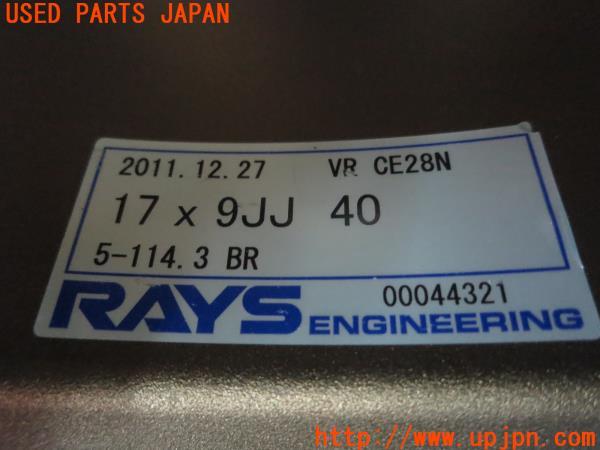 USED PARTS JAPAN
2011.12.27 VR CE28N
17 x 9JJ 40
5-114.3 BR
00044321
RAYS ENGINEERING
http://www.upjpn.com/